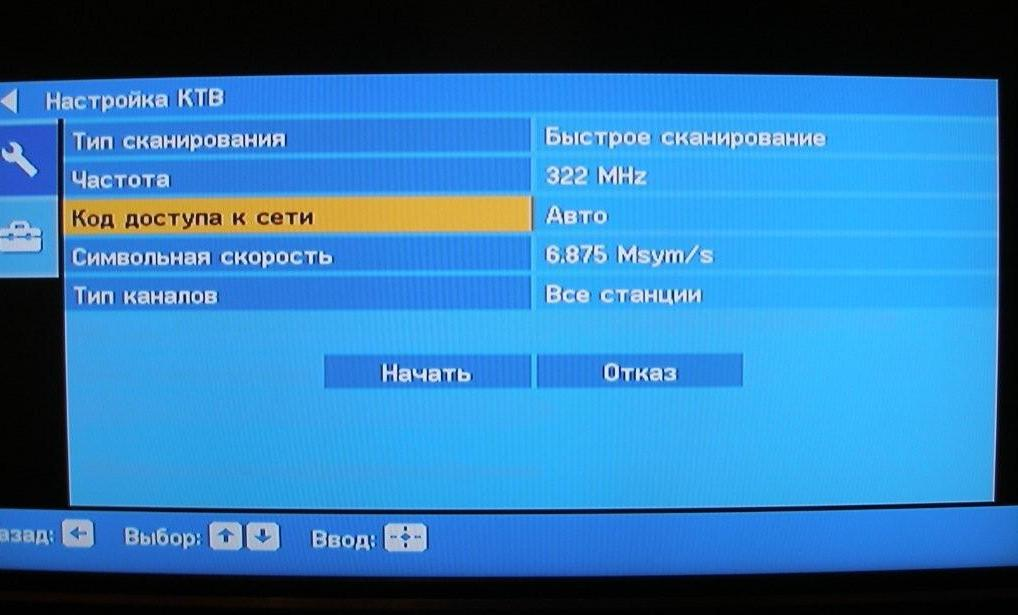 Настройка КТВ
Тип сканирования Быстрое сканирование
Частота 322 MHz
Код доступа к сети Авто
Символьная скорость 6.875 Msym/s
Тип каналов Все станции
Начать Отказ
азад: Выбор: Ввод: